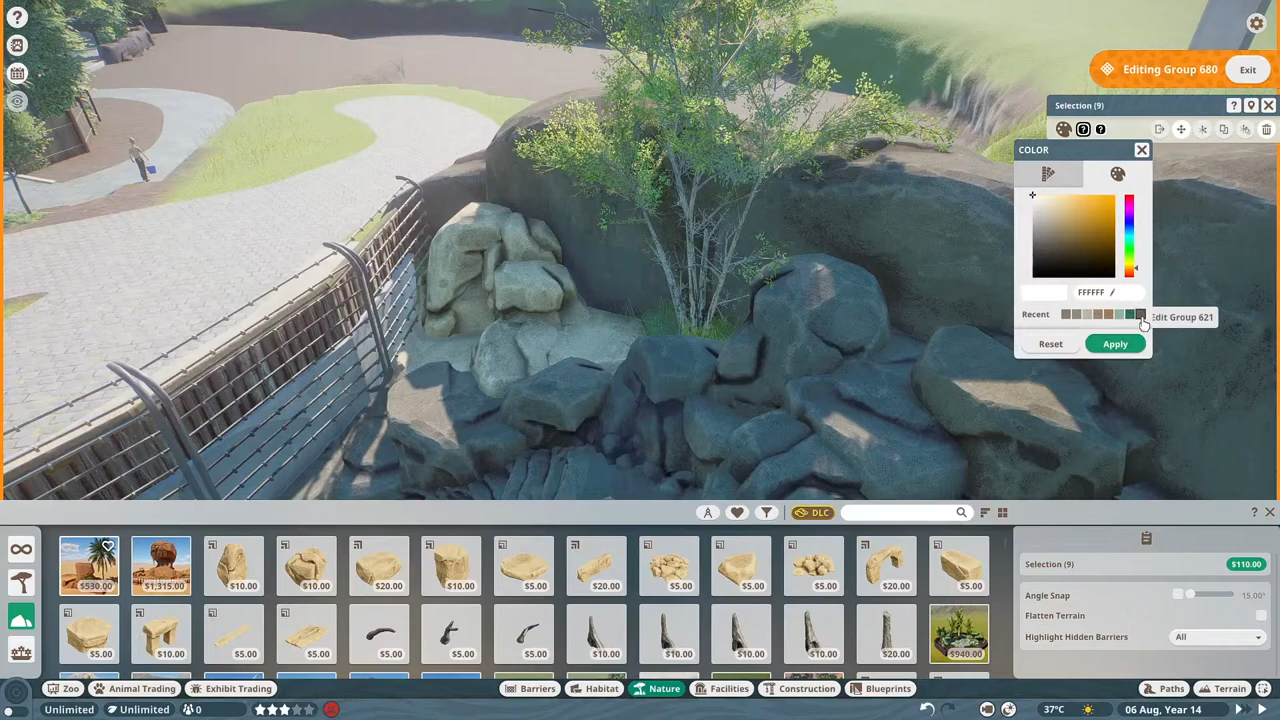 ?
Editing Group 680
Exit
Selection (9)
?
? ?
COLOR
FFFFFF
Recent
Edit Group 621
Reset
Apply
DLC
?
$530.00
$1,315.00
$10.00
$10.00
$20.00
$10.00
$5.00
$20.00
$5.00
$5.00
$5.00
$20.00
$5.00
Selection (9)
$110.00
Angle Snap
15.00°
Flatten Terrain
Highlight Hidden Barriers
All
$5.00
$10.00
$5.00
$5.00
$5.00
$5.00
$5.00
$10.00
$10.00
$10.00
$10.00
$20.00
$940.00
Zoo
Animal Trading
Exhibit Trading
Barriers
Habitat
Nature
Facilities
Construction
Blueprints
Paths
Terrain
Unlimited
Unlimited
0
37°C
06 Aug, Year 14